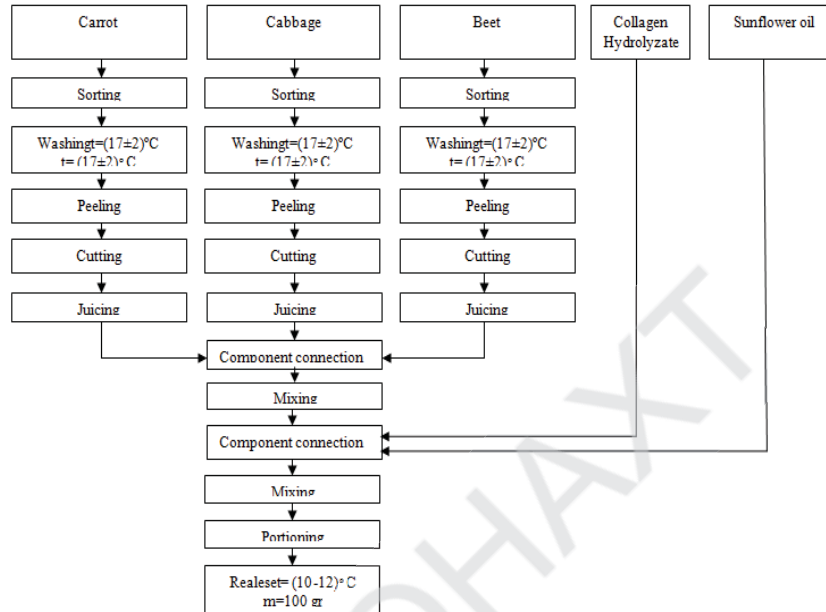 Carrot
Cabbage
Beet
Collagen
Hydrolyzate
Sunflower oil
Sorting
Sorting
Sorting
Washingt=(17±2)°C
t= (17±2)° C
Washingt=(17±2)°C
t= (17±2)° C
Washingt=(17±2)°C
t= (17±2)° C
Peeling
Peeling
Peeling
Cutting
Cutting
Cutting
Juicing
Juicing
Juicing
Component connection
Mixing
Component connection
Mixing
Portioning
Realeset= (10-12)° C
m=100 gr